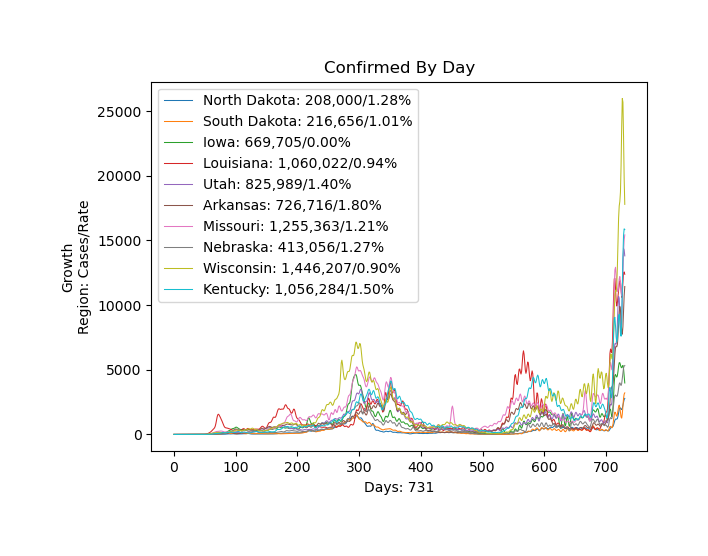 Confirmed By Day
Growth
Region: Cases/Rate
25000
20000
15000
10000
5000
0
North Dakota: 208,000/1.28%
South Dakota: 216,656/1.01%
Iowa: 669,705/0.00%
Louisiana: 1,060,022/0.94%
Utah: 825,989/1.40%
Arkansas: 726,716/1.80%
Missouri: 1,255,363/1.21%
Nebraska: 413,056/1.27%
Wisconsin: 1,446,207/0.90%
Kentucky: 1,056,284/1.50%
0 100 200 300 400 500 600 700
Days: 731